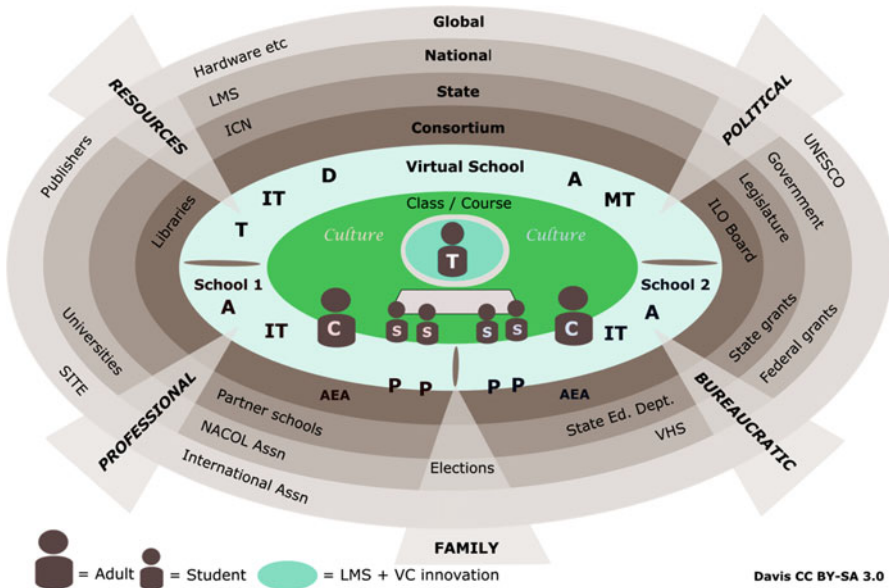 Global
Hardware etc
National
LMS
State
ICN
Consortium
RESOURCES
POLITICAL
Publishers
UNESCO
Government
Legislature
ILO Board
Libraries
Virtual School
D
A
IT
MT
T
Class / Course
Culture
Culture
T
School 1
School 2
A
A
IT
C
S
S
S
S
C
IT
P
P
P
P
AEA
AEA
Universities
SITE
State grants
Federal grants
PROFESSIONAL
BUREAUCRATIC
Partner schools
State Ed. Dept.
NACOL Assn
VHS
International Assn
Elections
FAMILY
= Adult
= Student
= LMS + VC innovation
Davis CC BY-SA 3.0